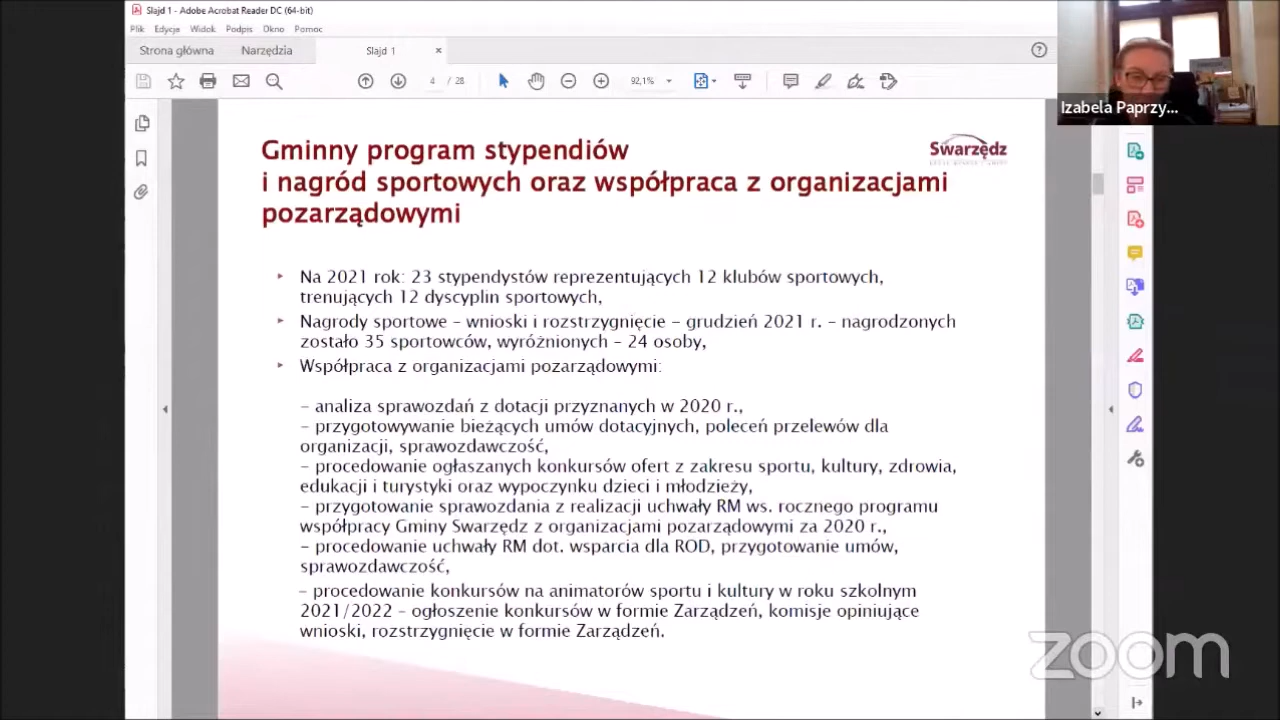 Slajd 1 - Adobe Acrobat Reader DC (64-bit)
Plik Edycja Widok Podpis Okno Pomoc
Strona główna Narzędzia Slajd 1
4 / 28 92,1%
Izabela Paprzy...
Gminny program stypendiów
i nagród sportowych oraz współpraca z organizacjami
pozarządowymi
Swarzędz
Na 2021 rok: 23 stypendystów reprezentujących 12 klubów sportowych,
trenujących 12 dyscyplin sportowych,
Nagrody sportowe – wnioski i rozstrzygnięcie – grudzień 2021 r. – nagrodzonych
zostało 35 sportowców, wyróżnionych – 24 osoby,
Współpraca z organizacjami pozarządowymi:
– analiza sprawozdań z dotacji przyznanych w 2020 r.,
– przygotowywanie bieżących umów dotacyjnych, poleceń przelewów dla
organizacji, sprawozdawczość,
– procedowanie ogłaszanych konkursów ofert z zakresu sportu, kultury, zdrowia,
edukacji i turystyki oraz wypoczynku dzieci i młodzieży,
– przygotowanie sprawozdania z realizacji uchwały RM ws. rocznego programu
współpracy Gminy Swarzędz z organizacjami pozarządowymi za 2020 r.,
– procedowanie uchwały RM dot. wsparcia dla ROD, przygotowanie umów,
sprawozdawczość,
– procedowanie konkursów na animatorów sportu i kultury w roku szkolnym
2021/2022 – ogłoszenie konkursów w formie Zarządzeń, komisje opiniujące
wnioski, rozstrzygnięcie w formie Zarządzeń.
zoom